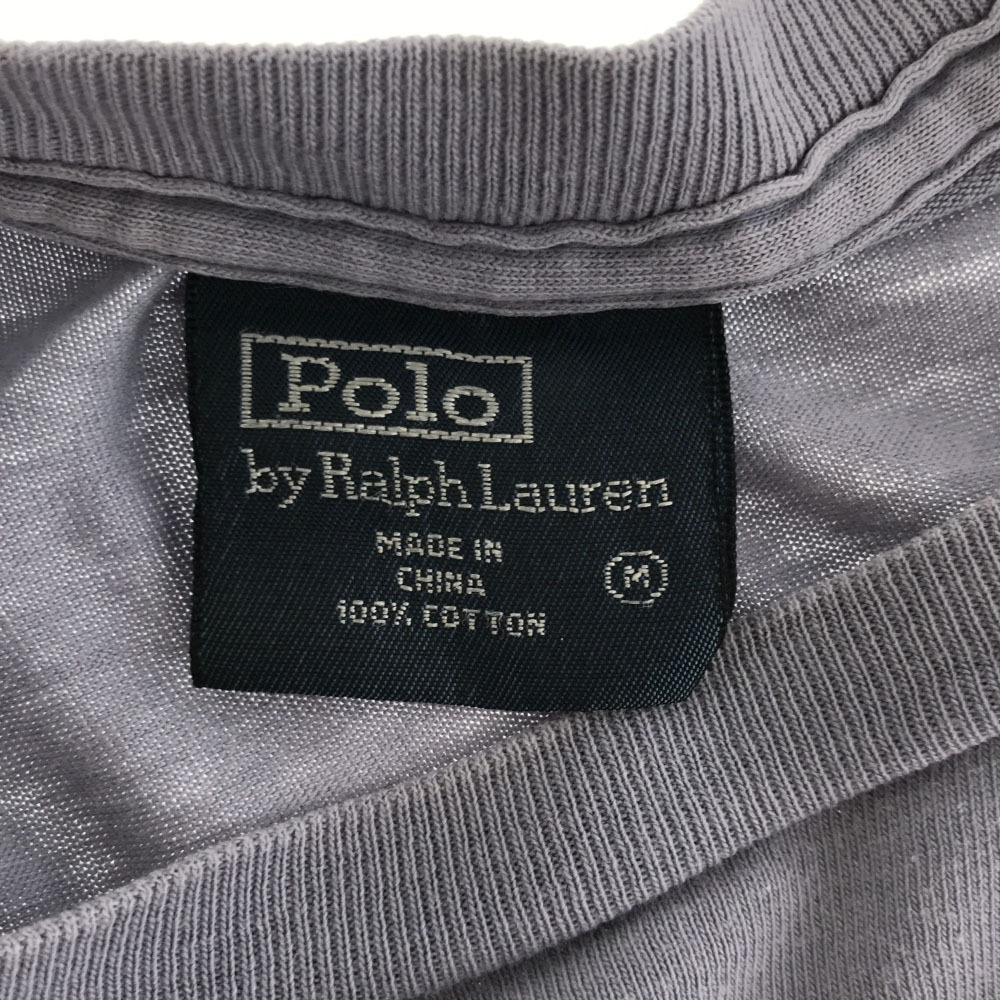 Polo
by Ralph Lauren
MADE IN
CHINA
100% COTTON
M